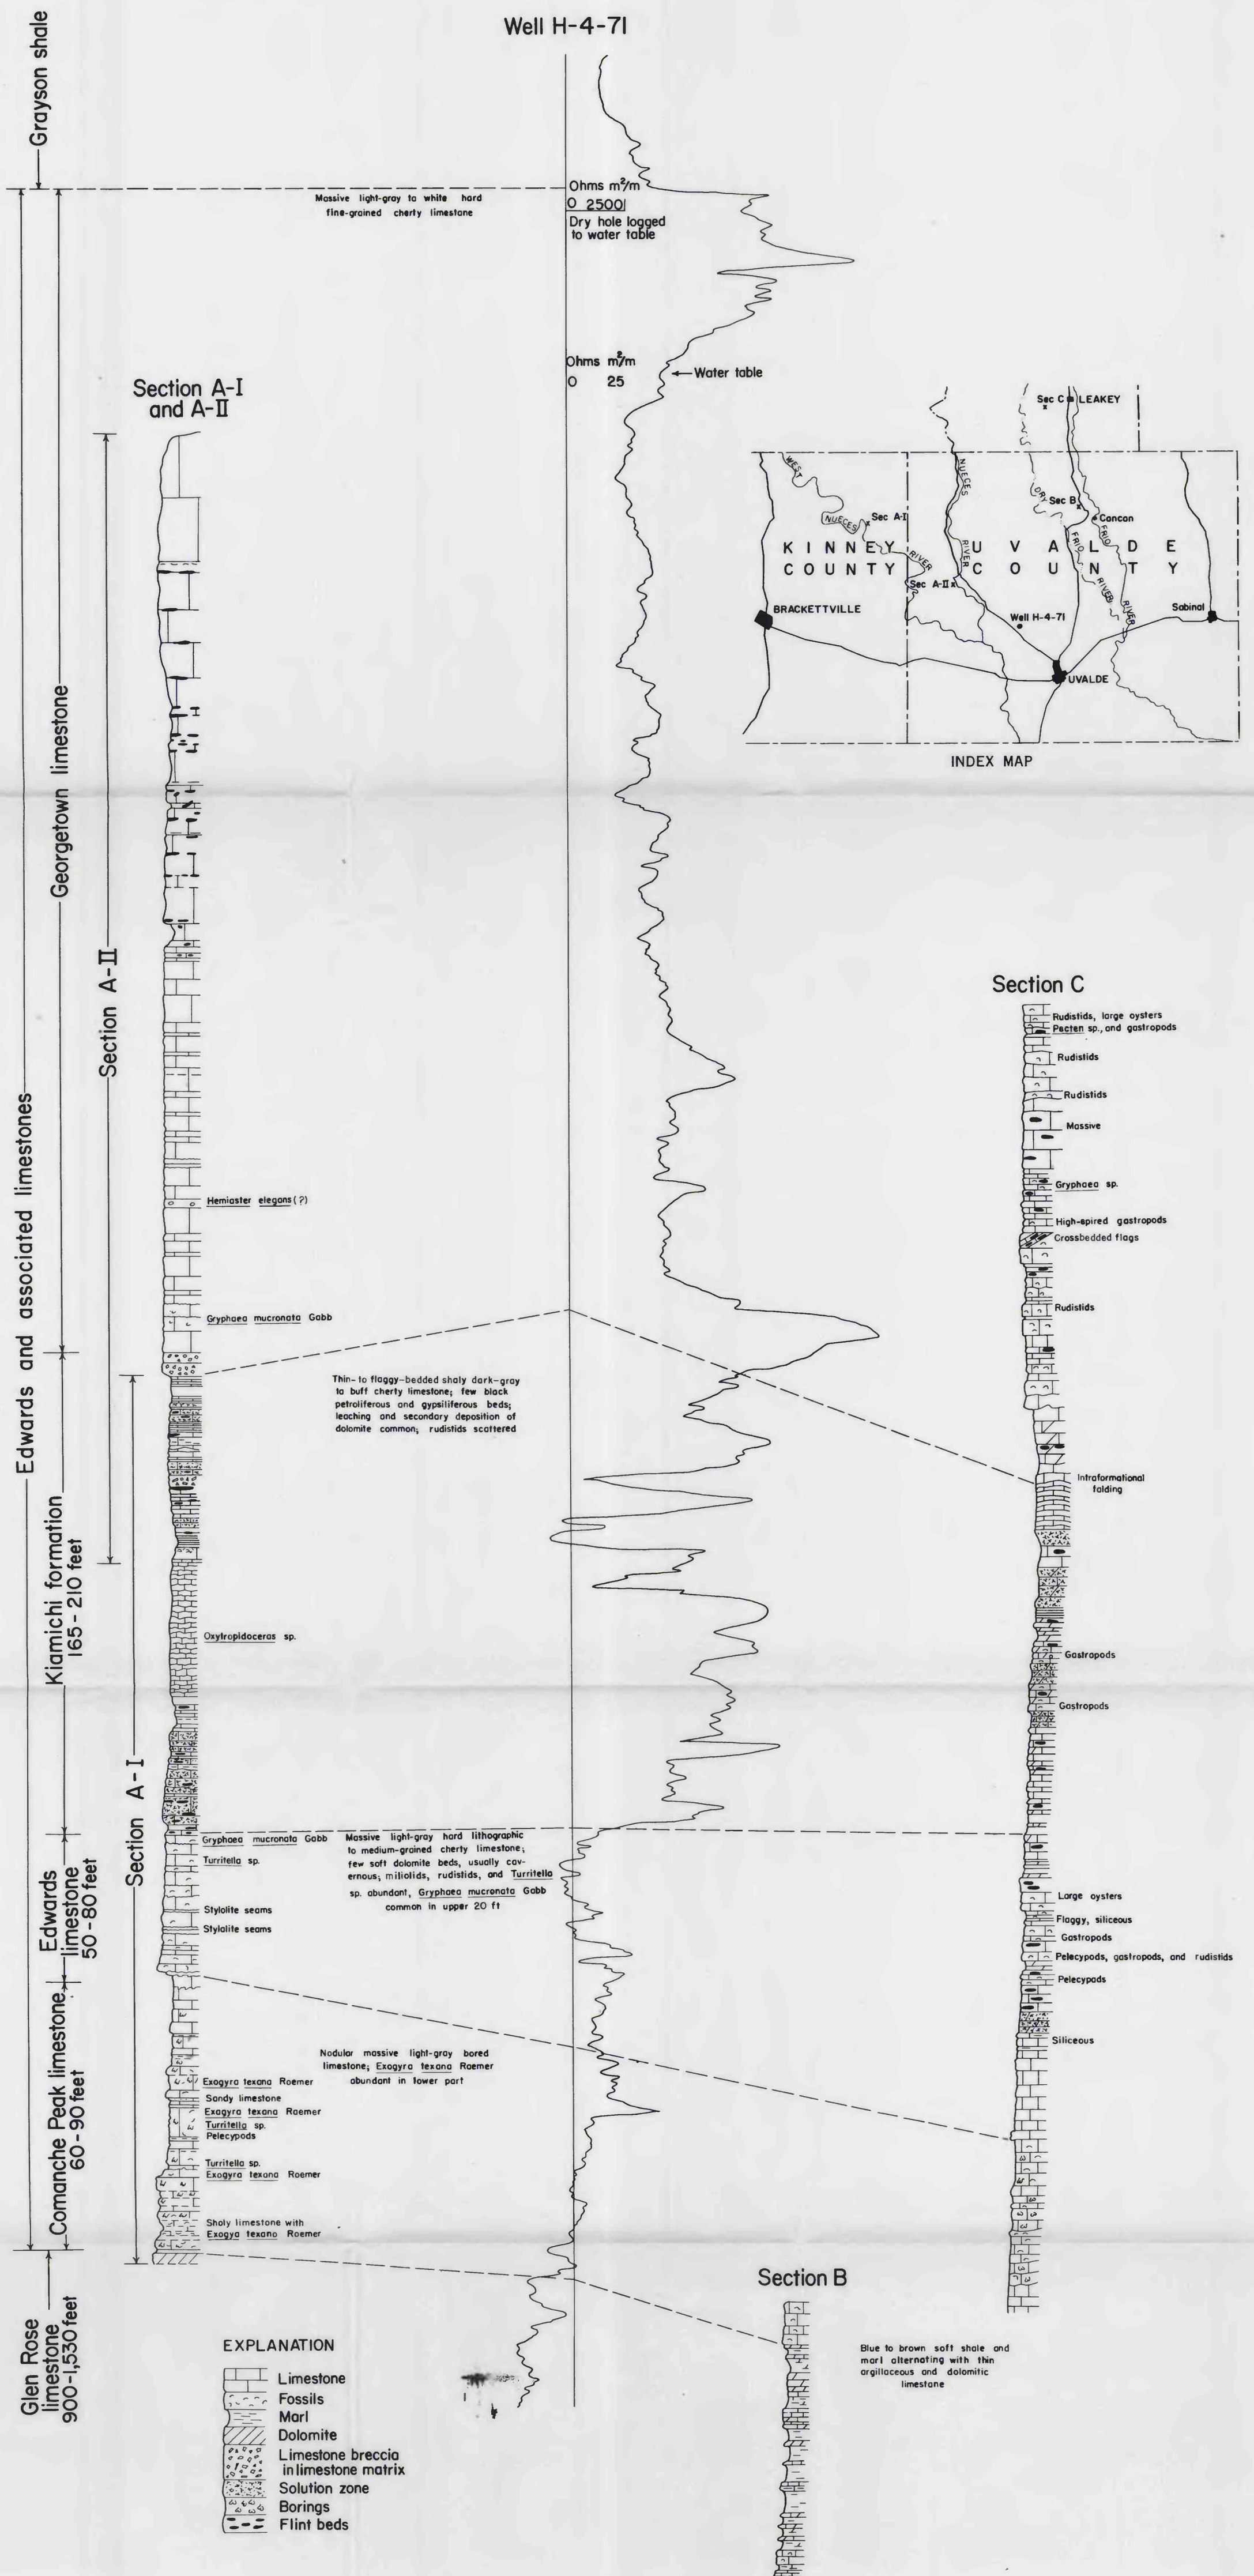 Well H-4-71
Grayson shale
Ohms m²/m
0 2500
Dry hole logged
to water table
Massive light-gray to white hard
fine-grained cherty limestone
Ohms m²/m
0 25
Water table
Section A-I
and A-II
Sec C
LEAKEY
WEST
NUECES
RIVER
Sec A-I
NUECES
RIVER
DRY
FRIO
RIVER
Sec B
Concan
FRIO
RIVER
KINNEY
COUNTY
UVALDE
COUNTY
Sec A-II
BRACKETTVILLE
Well H-4-71
Sabinal
UVALDE
INDEX MAP
Edwards and associated limestones
Georgetown limestone
Section A-II
Hemiaster elegans (?)
Gryphaea mucronata Gabb
Section C
Rudistids, large oysters
Pecten sp., and gastropods
Rudistids
Rudistids
Massive
Gryphaea sp.
High-spired gastropods
Crossbedded flags
Rudistids
Intraformational
folding
Gastropods
Gastropods
Large oysters
Flaggy, siliceous
Gastropods
Pelecypods, gastropods, and rudistids
Pelecypods
Siliceous
Kiamichi formation
165-210 feet
Section A-I
Thin- to flaggy-bedded shaly dark-gray
to buff cherty limestone; few black
petroliferous and gypsiferous beds;
leaching and secondary deposition of
dolomite common; rudistids scattered
Oxytropidoceras sp.
Edwards
limestone
50-80 feet
Gryphaea mucronata Gabb
Turritella sp.
Stylolite seams
Stylolite seams
Massive light-gray hard lithographic
to medium-grained cherty limestone;
few soft dolomite beds, usually cav-
ernous; miliolids, rudistids, and Turritella
sp. abundant, Gryphaea mucronata Gabb
common in upper 20 ft
Comanche Peak limestone
60-90 feet
Nodular massive light-gray bored
limestone; Exogyra texana Roemer
abundant in lower part
Exogyra texana Roemer
Sandy limestone
Exogyra texana Roemer
Turritella sp.
Pelecypods
Turritella sp.
Exogyra texana Roemer
Shaly limestone with
Exogya texana Roemer
Glen Rose
limestone
900-1,530 feet
Section B
Blue to brown soft shale and
marl alternating with thin
argillaceous and dolomitic
limestone
EXPLANATION
Limestone
Fossils
Marl
Dolomite
Limestone breccia
in limestone matrix
Solution zone
Borings
Flint beds